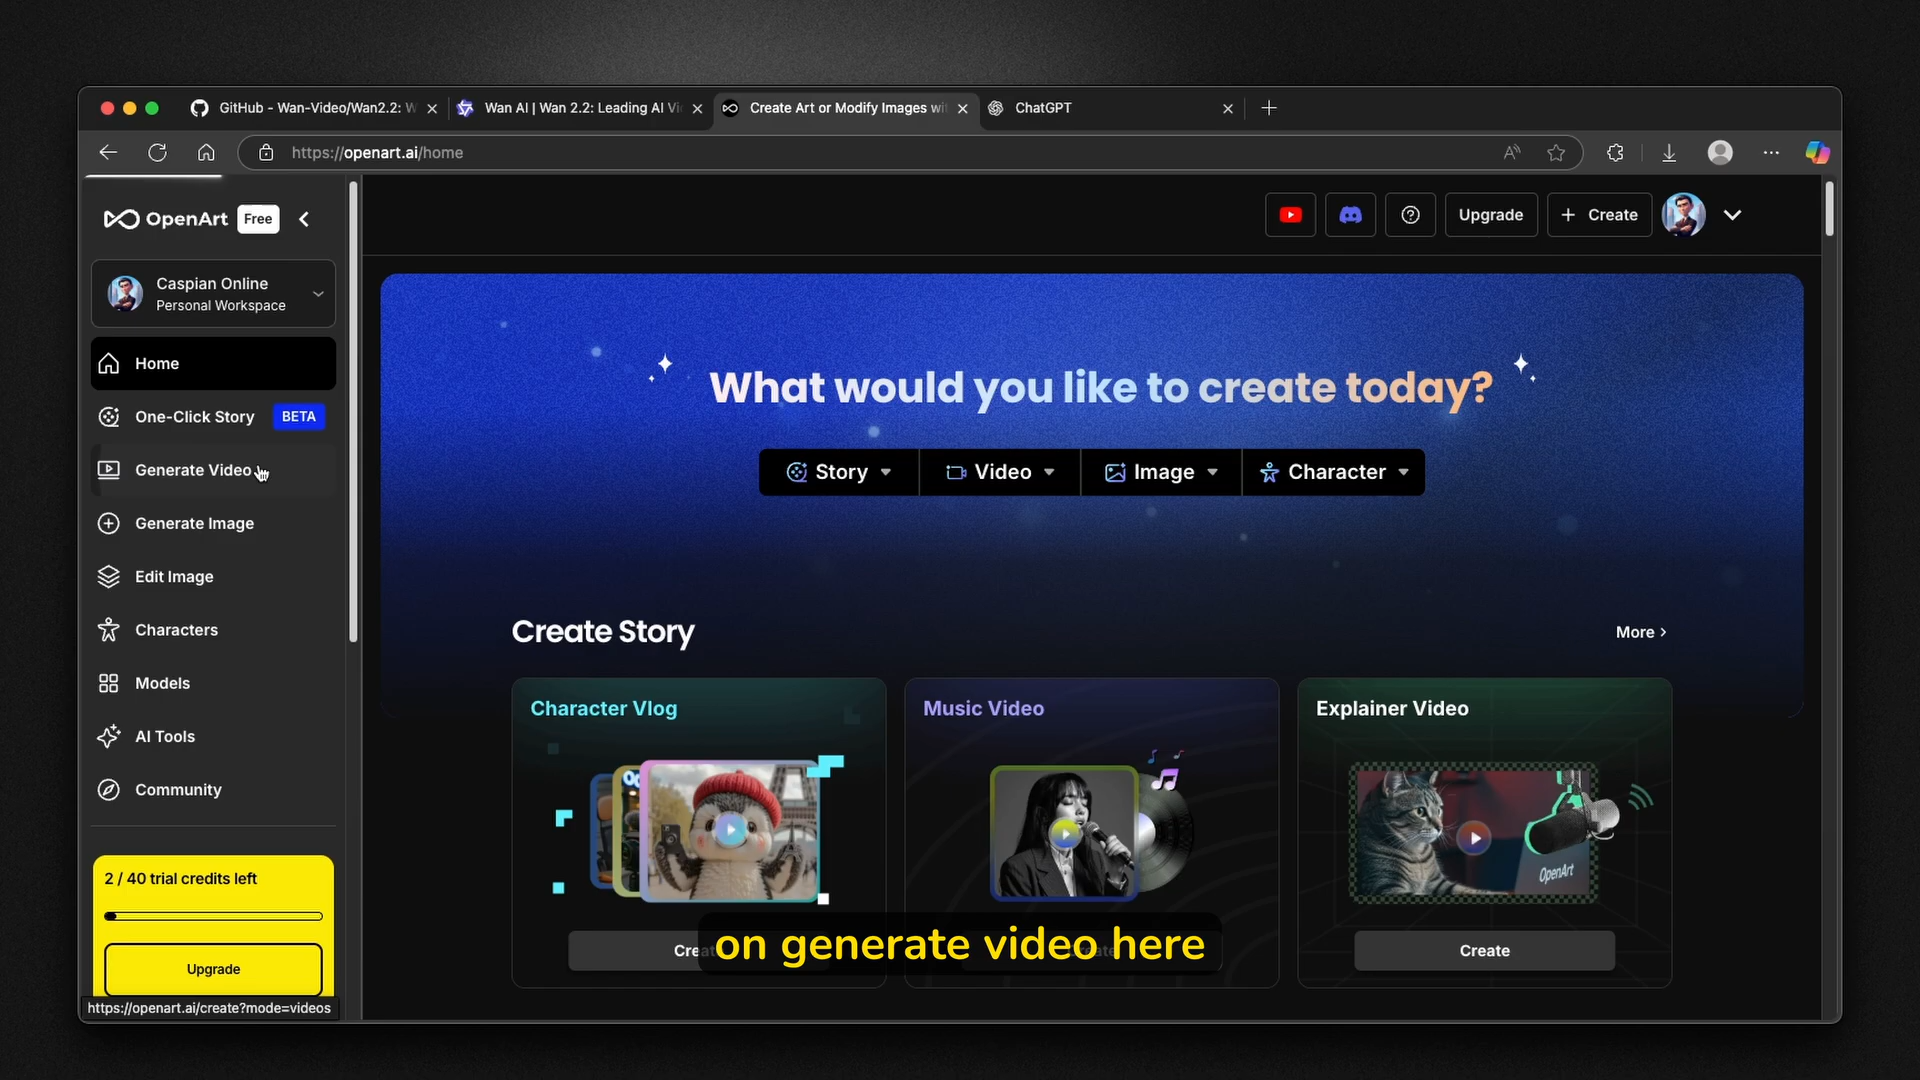 GitHub - Wan-Video/Wan2.2: W
Wan AI | Wan 2.2: Leading AI Vi
Create Art or Modify Images wi
ChatGPT
https://openart.ai/home
OpenArt
Free
Upgrade
Create
Caspian Online
Personal Workspace
Home
One-Click Story
BETA
Generate Video
Generate Image
Edit Image
Characters
Models
AI Tools
Community
2 / 40 trial credits left
Upgrade
https://openart.ai/create?mode=videos
What would you like to create today?
Story
Video
Image
Character
Create Story
More
Character Vlog
Music Video
Explainer Video
OpenArt
Create
on generate video here